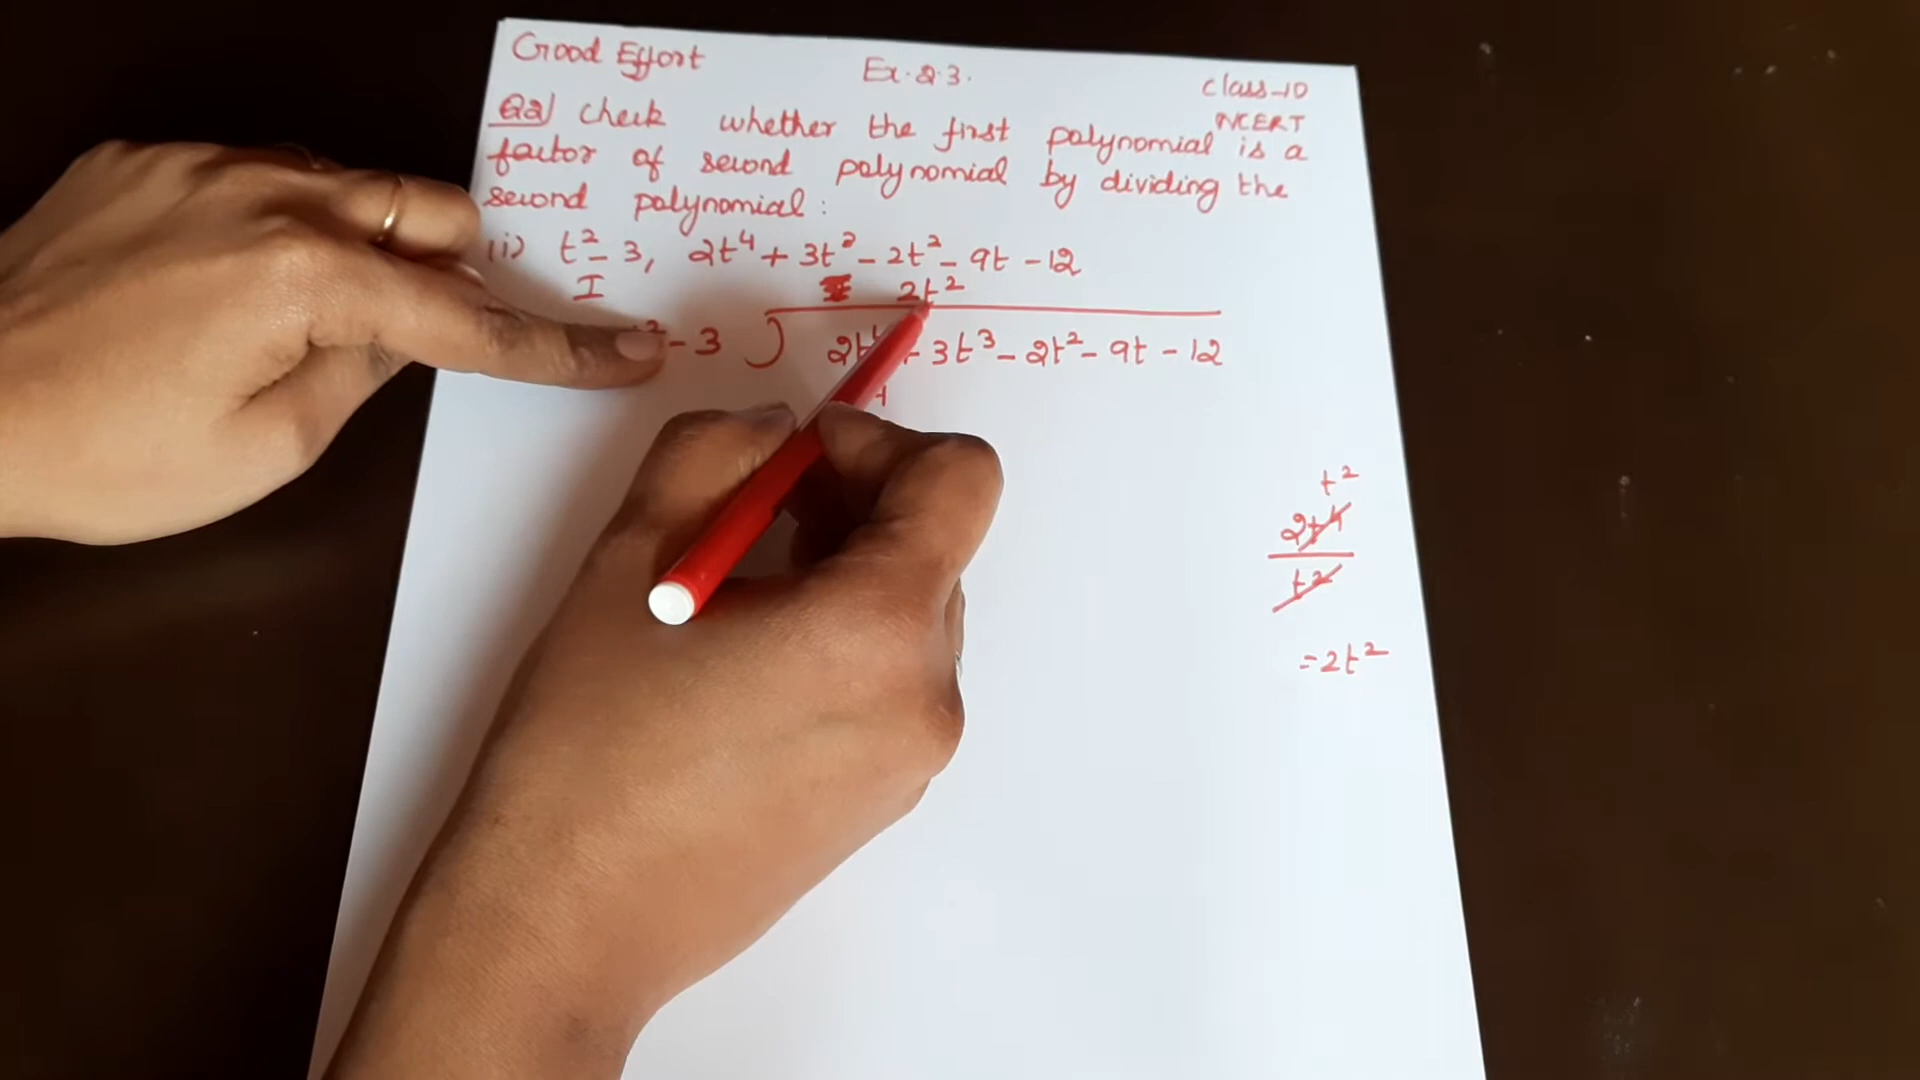 Good Effort Ex. 2.3. Class-10
NCERT
Q2) Check whether the first polynomial is a
factor of second polynomial by dividing the
second polynomial :
(i) t² - 3, 2t⁴ + 3t² - 2t² - 9t - 12
I 2t²
² - 3 ) 2t + 3t³ - 2t² - 9t - 12
t²
2t⁴
t²
= 2t²